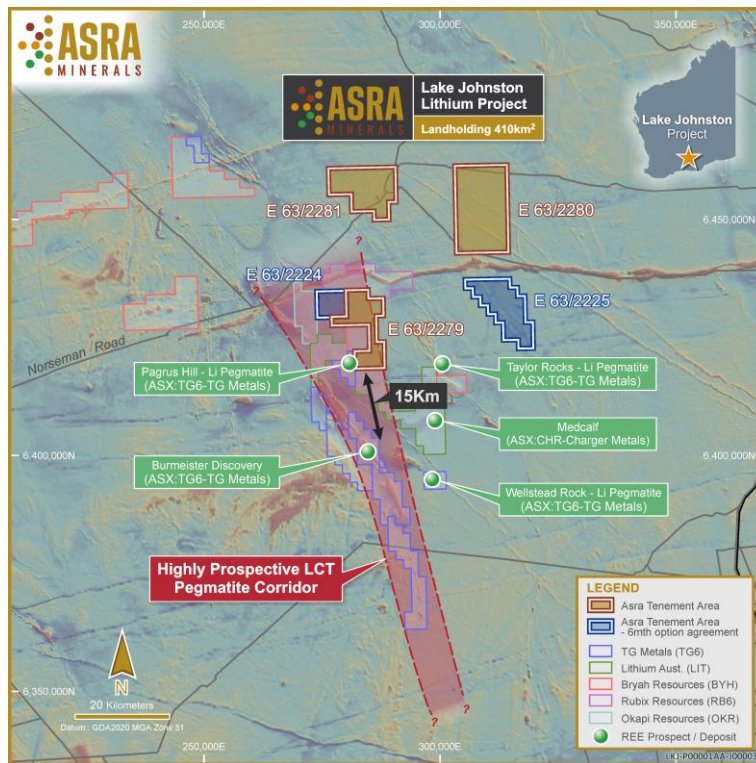 250,000E
300,000E
350,000E
ASRA
MINERALS
ASRA
MINERALS
Lake Johnston
Lithium Project
Landholding 410km²
Lake Johnston
Project
E 63/2281
E 63/2280
6,450,000N
?
?
E 63/2224
E 63/2225
E 63/2279
Norseman Road
Pagrus Hill - Li Pegmatite
(ASX:TG6-TG Metals)
Taylor Rocks - Li Pegmatite
(ASX:TG6-TG Metals)
15Km
Medcalf
(ASX:CHR-Charger Metals)
Burmeister Discovery
(ASX:TG6-TG Metals)
6,400,000N
6,400,000N
Wellstead Rock - Li Pegmatite
(ASX:TG6-TG Metals)
Highly Prospective LCT
Pegmatite Corridor
LEGEND
Asra Tenement Area
Asra Tenement Area
- 6mth option agreement
TG Metals (TG6)
Lithium Aust. (LIT)
Bryah Resources (BYH)
Rubix Resources (RB6)
Okapi Resources (OKR)
REE Prospect / Deposit
N
20 Kilometers
Datum : GDA2020 MGA Zone 51
6,350,000N
?
?
250,000E
300,000E
LKJ-P00001AA-J00003